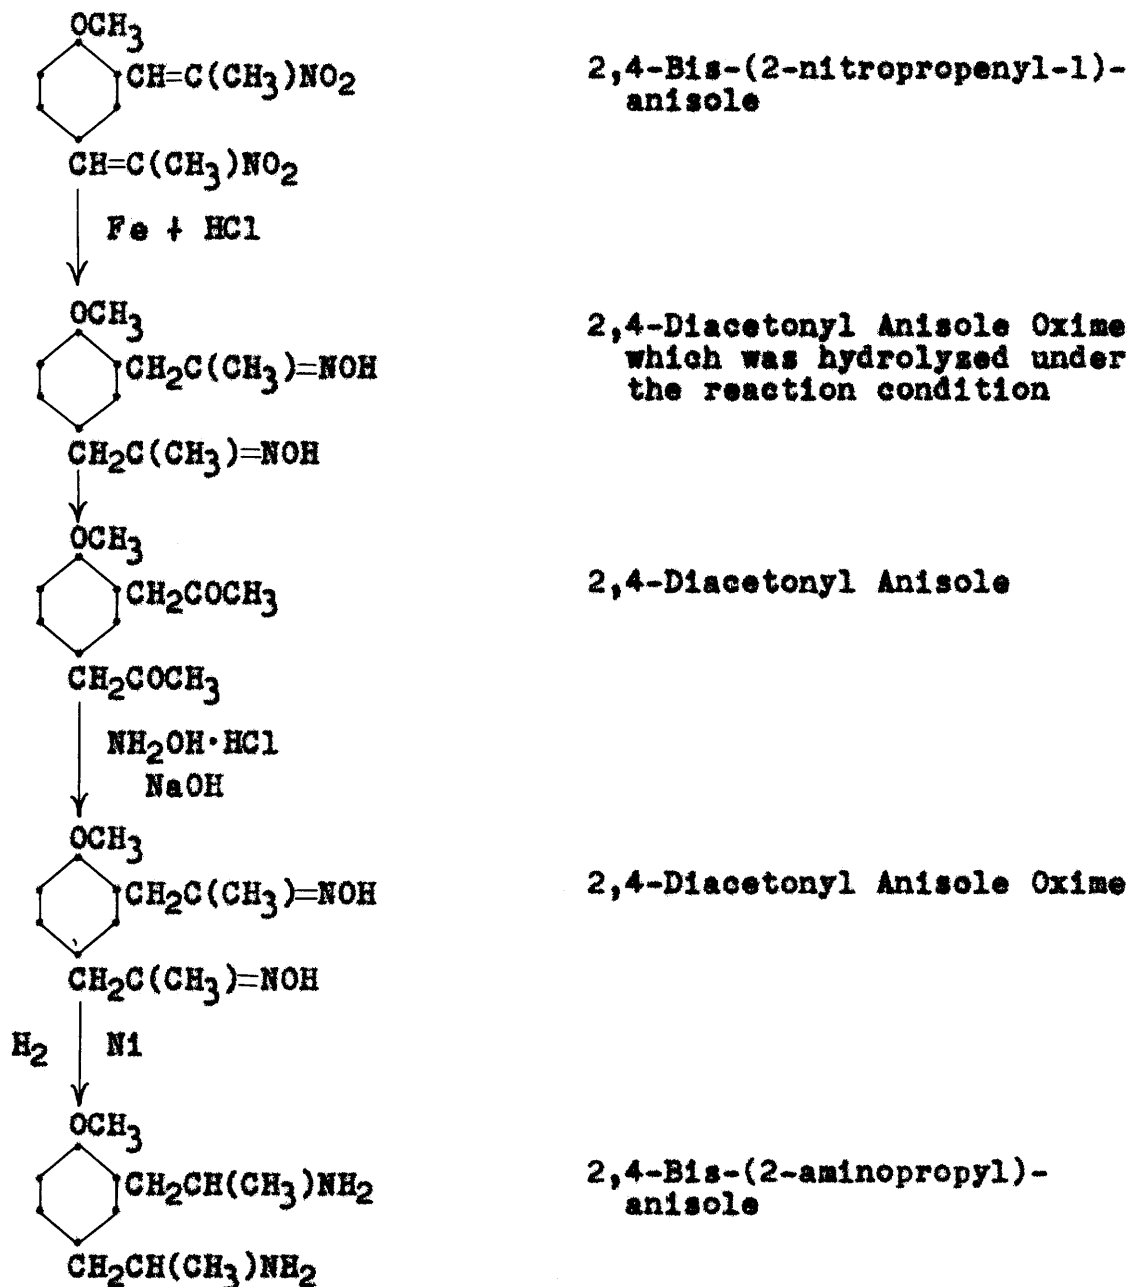 OCH3
CH=C(CH3)NO2
CH=C(CH3)NO2
2,4-Bis-(2-nitropropenyl-1)-
anisole
Fe + HCl
OCH3
CH2C(CH3)=NOH
CH2C(CH3)=NOH
2,4-Diacetonyl Anisole Oxime
which was hydrolyzed under
the reaction condition
OCH3
CH2COCH3
CH2COCH3
2,4-Diacetonyl Anisole
NH2OH·HCl
NaOH
OCH3
CH2C(CH3)=NOH
CH2C(CH3)=NOH
2,4-Diacetonyl Anisole Oxime
H2 Ni
OCH3
CH2CH(CH3)NH2
CH2CH(CH3)NH2
2,4-Bis-(2-aminopropyl)-
anisole